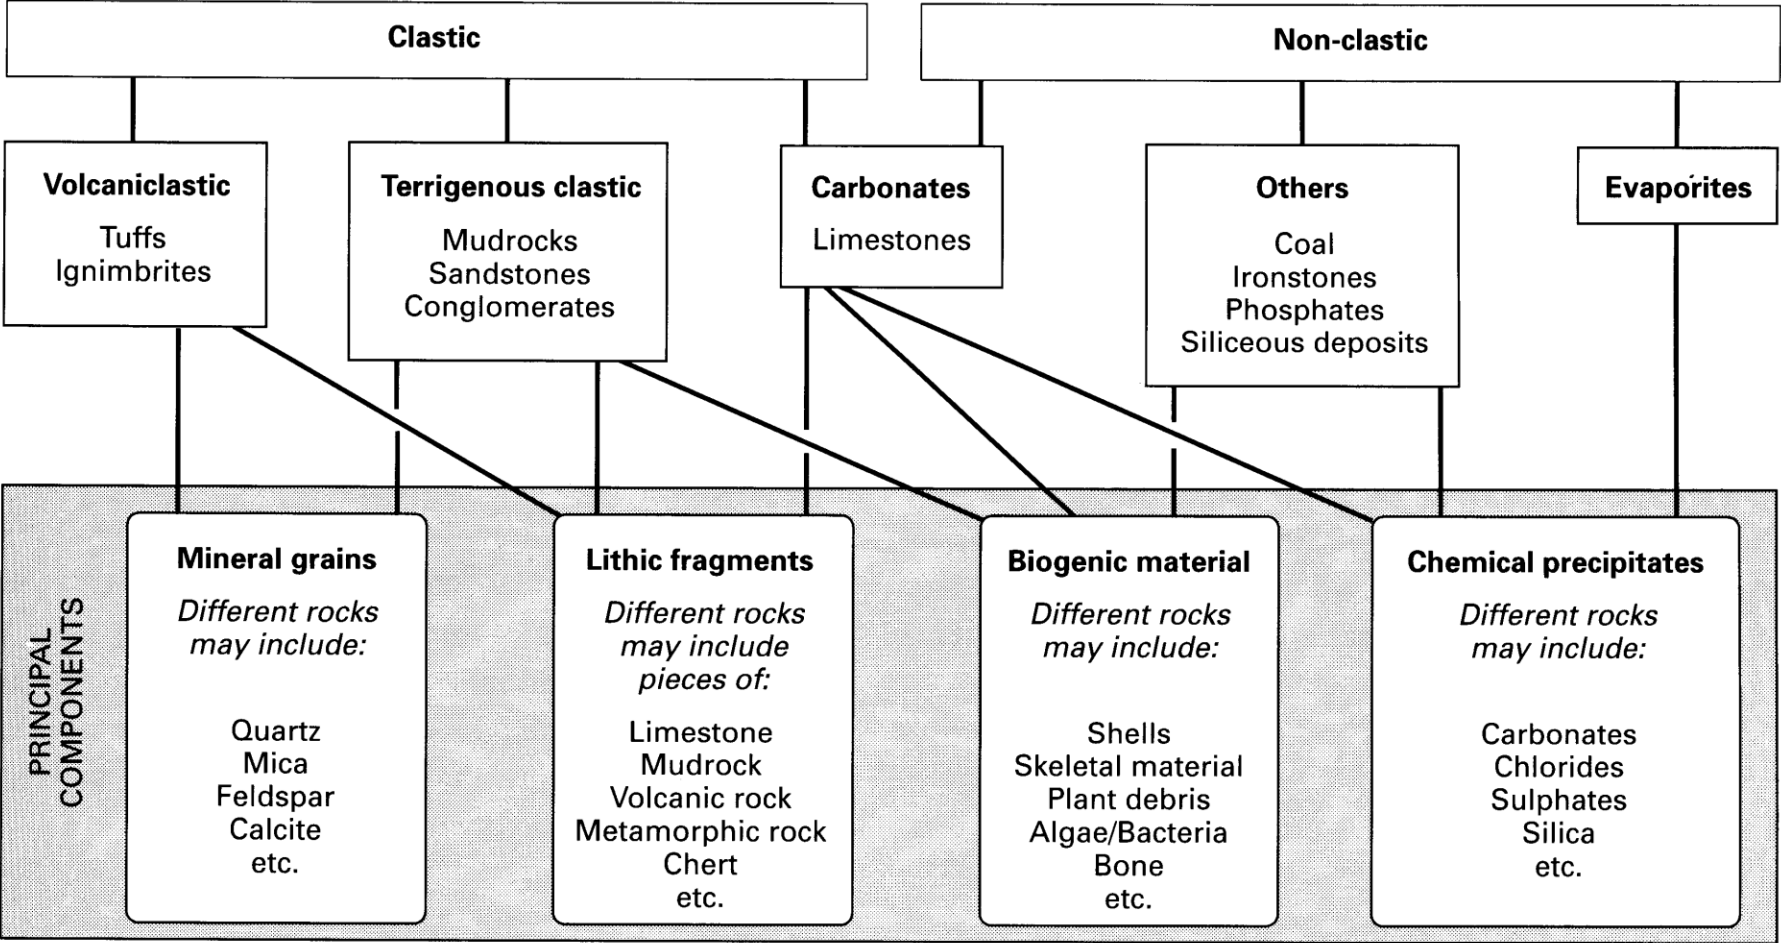 Clastic
Non-clastic
Volcaniclastic
Tuffs
Ignimbrites
Terrigenous clastic
Mudrocks
Sandstones
Conglomerates
Carbonates
Limestones
Others
Coal
Ironstones
Phosphates
Siliceous deposits
Evaporites
PRINCIPAL
COMPONENTS
Mineral grains
Different rocks
may include:
Quartz
Mica
Feldspar
Calcite
etc.
Lithic fragments
Different rocks
may include
pieces of:
Limestone
Mudrock
Volcanic rock
Metamorphic rock
Chert
etc.
Biogenic material
Different rocks
may include:
Shells
Skeletal material
Plant debris
Algae/Bacteria
Bone
etc.
Chemical precipitates
Different rocks
may include:
Carbonates
Chlorides
Sulphates
Silica
etc.